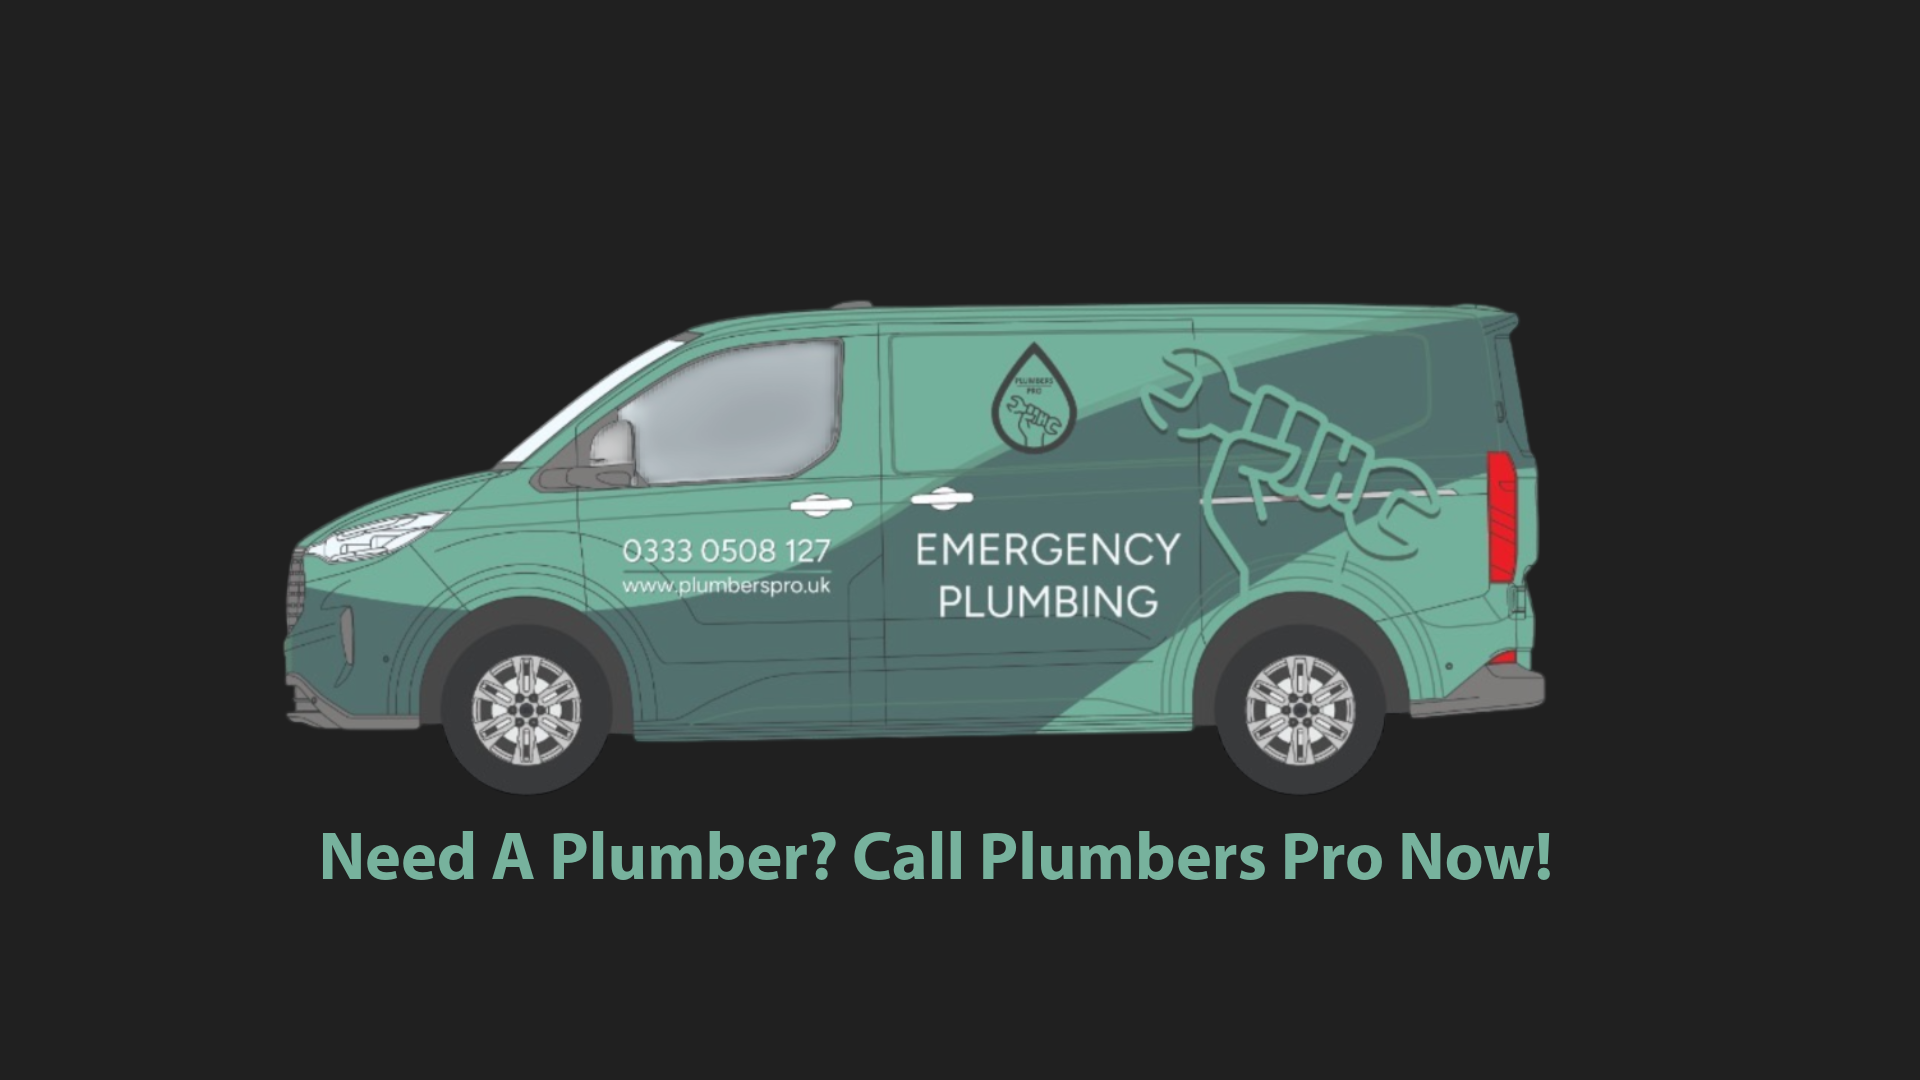 PLUMBERS
PRO
0333 0508 127
www.plumberspro.uk
EMERGENCY
PLUMBING
Need A Plumber? Call Plumbers Pro Now!